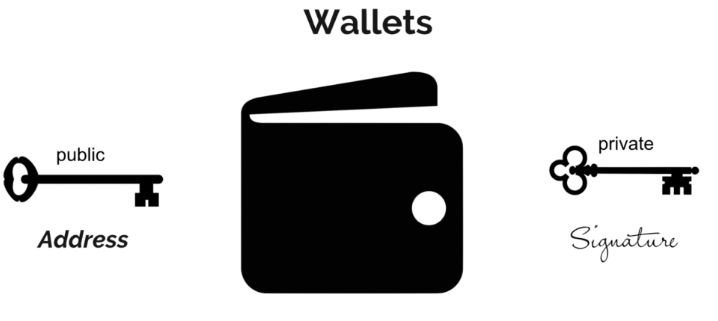 Wallets
public
Address
private
Signature